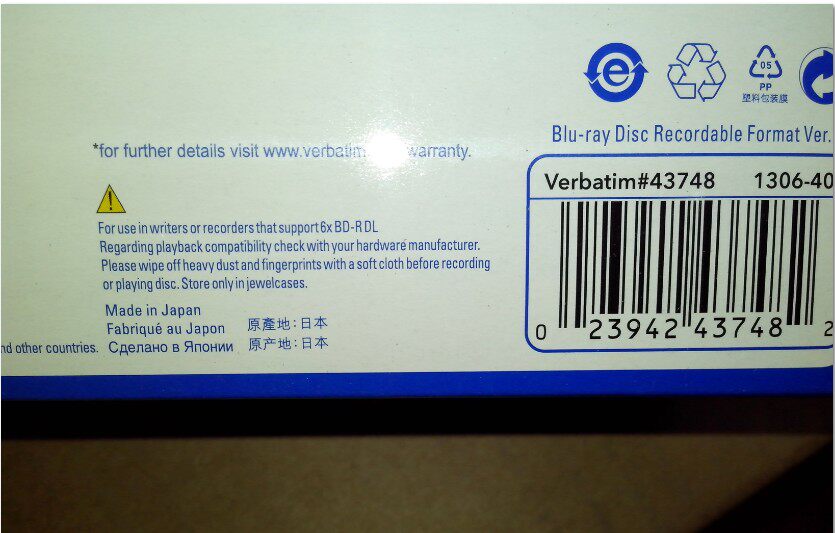 e
05
PP
塑料包装膜
Blu-ray Disc Recordable Format Ver.
*for further details visit www.verbatim warranty.
Verbatim#43748 1306-40
For use in writers or recorders that support 6x BD-R DL
Regarding playback compatibility check with your hardware manufacturer.
Please wipe off heavy dust and fingerprints with a soft cloth before recording
or playing disc. Store only in jewelcases.
Made in Japan
Fabriqué au Japon 原產地：日本
and other countries. Сделано в Японии 原产地：日本
0 23942 43748 2